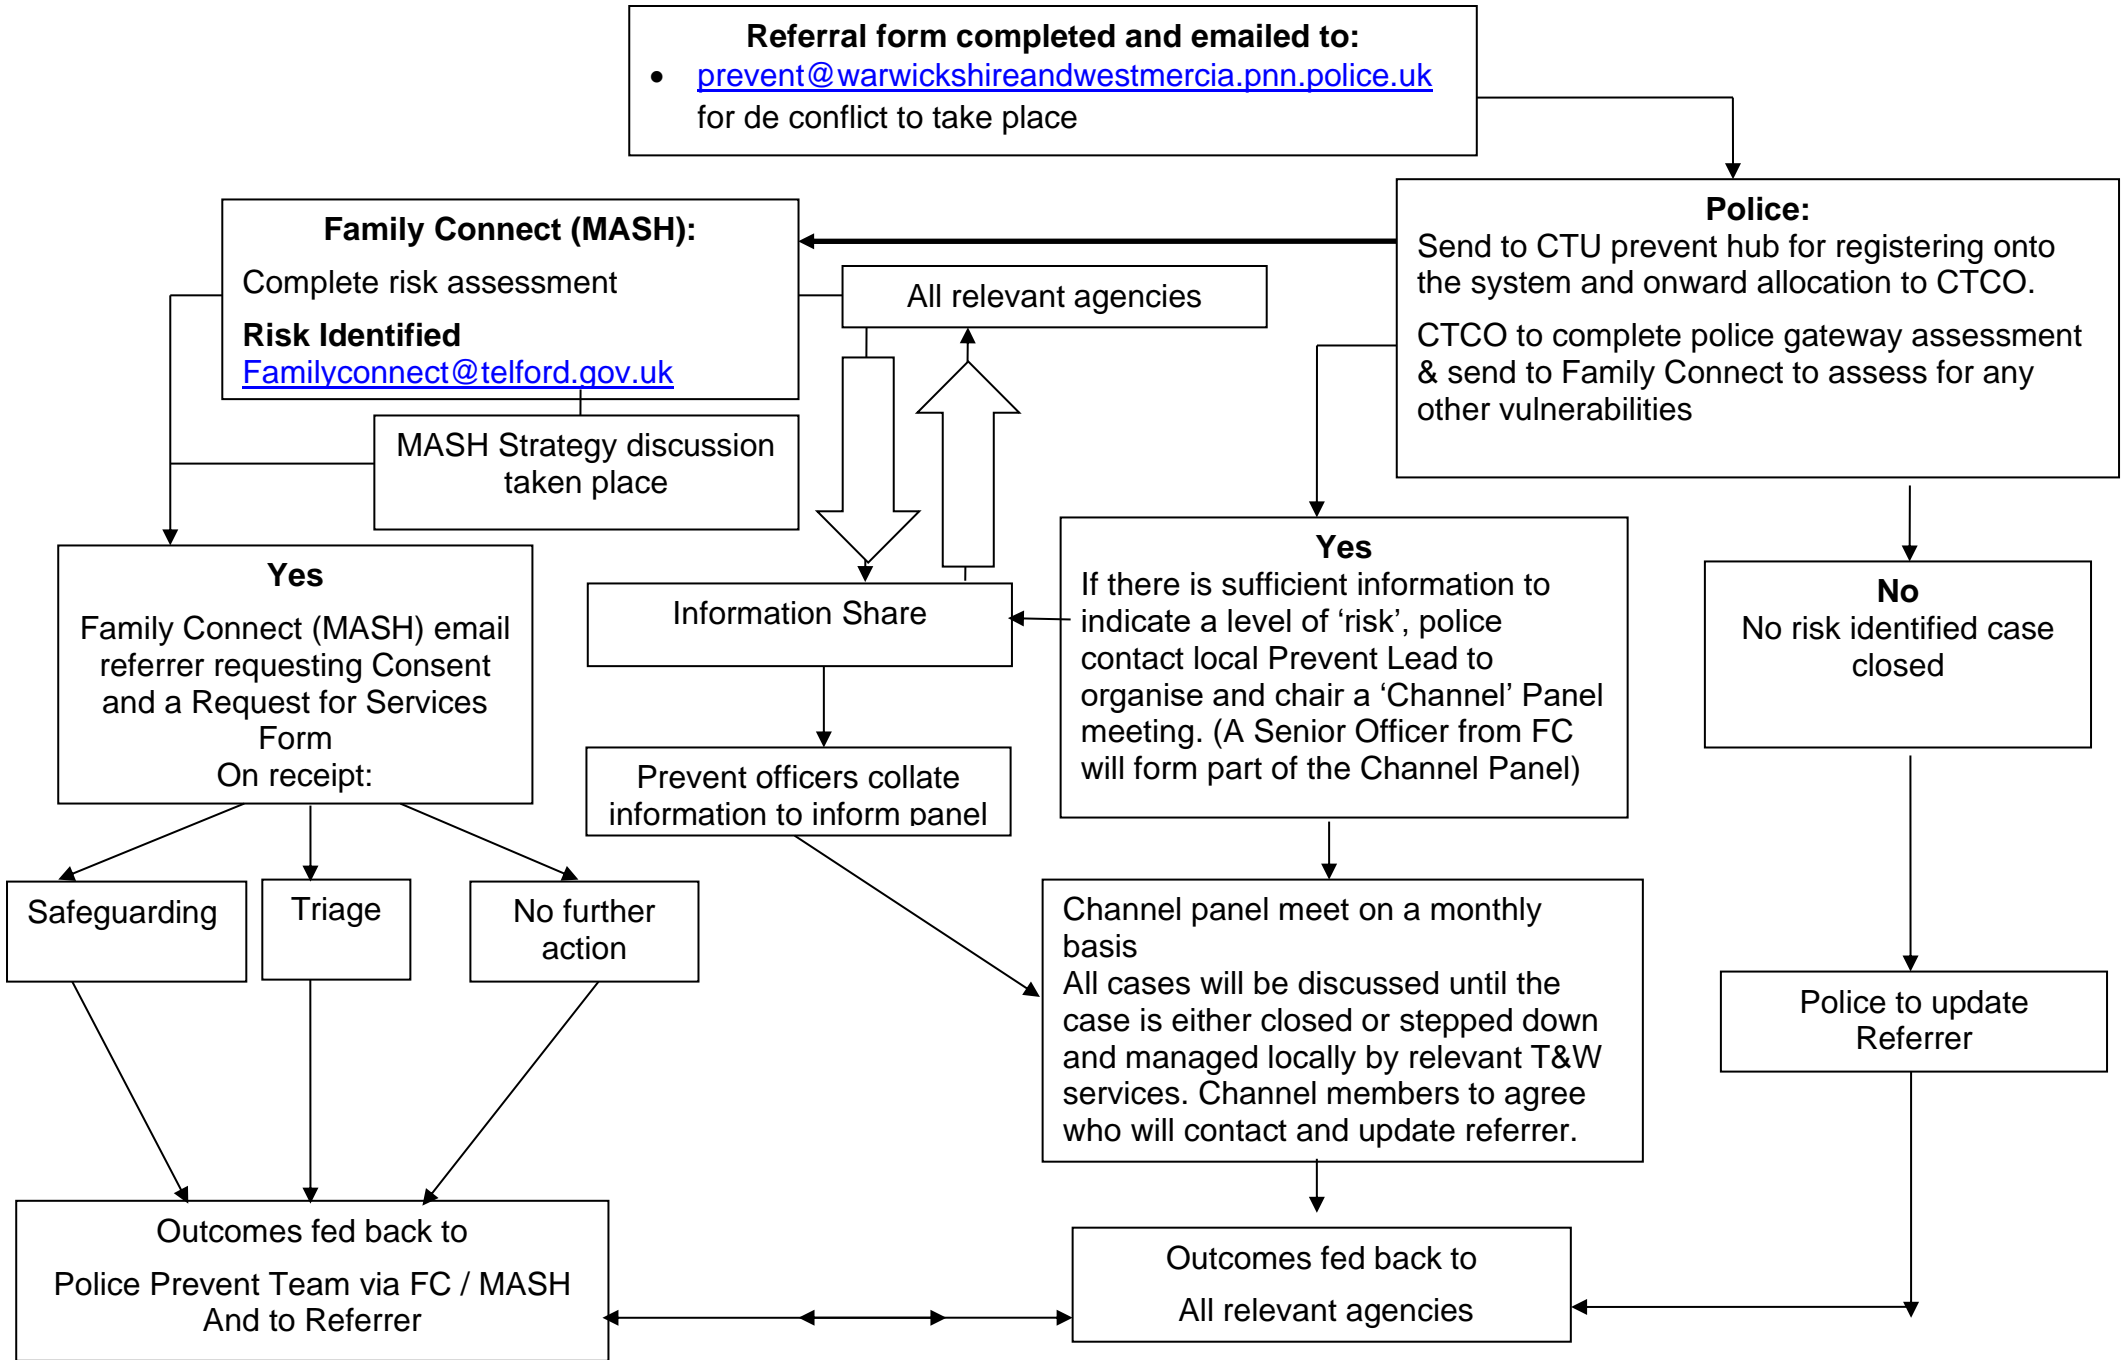 Referral form completed and emailed to:
• prevent@warwickshireandwestmercia.pnn.police.uk
for de conflict to take place
Police:
Send to CTU prevent hub for registering onto
the system and onward allocation to CTCO.
CTCO to complete police gateway assessment
& send to Family Connect to assess for any
other vulnerabilities
Family Connect (MASH):
Complete risk assessment
Risk Identified
Familyconnect@telford.gov.uk
All relevant agencies
MASH Strategy discussion
taken place
Yes
Family Connect (MASH) email
referrer requesting Consent
and a Request for Services
Form
On receipt:
Information Share
Yes
If there is sufficient information to
indicate a level of ‘risk’, police
contact local Prevent Lead to
organise and chair a ‘Channel’ Panel
meeting. (A Senior Officer from FC
will form part of the Channel Panel)
No
No risk identified case
closed
Prevent officers collate
information to inform panel
Safeguarding
Triage
No further
action
Channel panel meet on a monthly
basis
All cases will be discussed until the
case is either closed or stepped down
and managed locally by relevant T&W
services. Channel members to agree
who will contact and update referrer.
Police to update
Referrer
Outcomes fed back to
Police Prevent Team via FC / MASH
And to Referrer
Outcomes fed back to
All relevant agencies